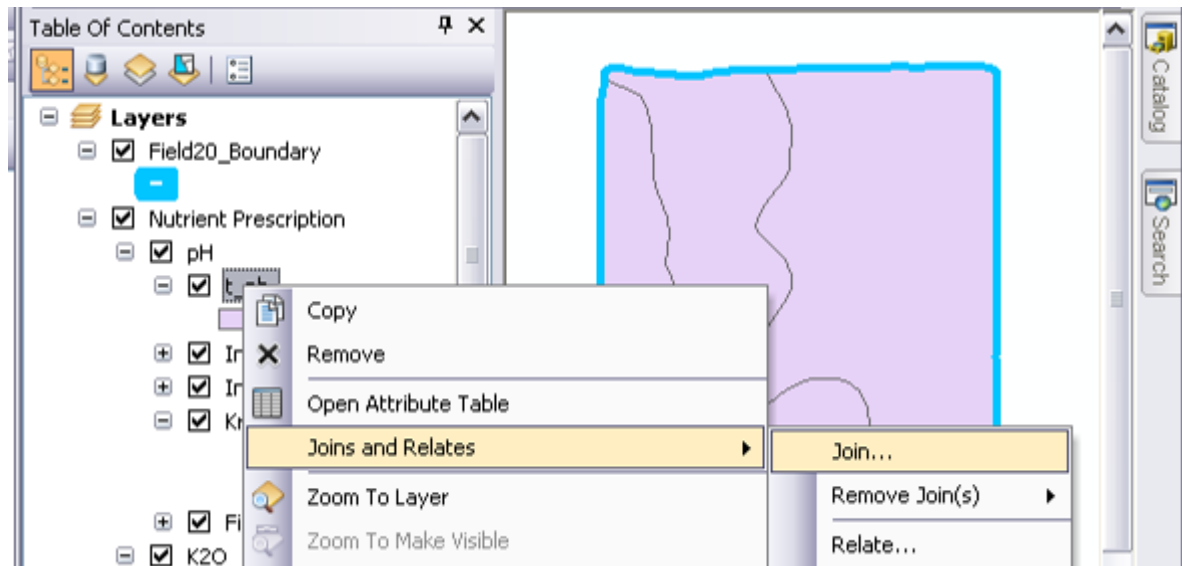 Table Of Contents
Layers
Field20_Boundary
Nutrient Prescription
pH
Copy
Remove
Open Attribute Table
Joins and Relates
Join...
Zoom To Layer
Remove Join(s)
Zoom To Make Visible
Relate...
K2O
Catalog
Search